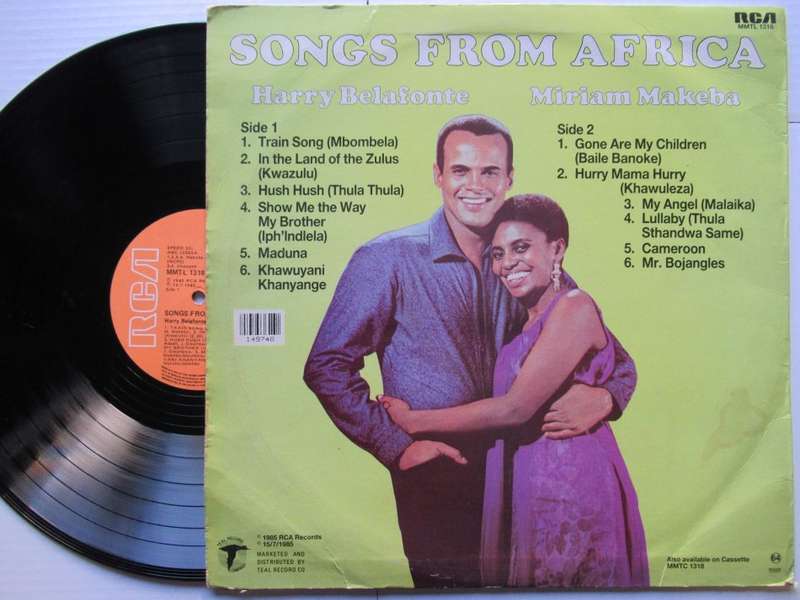 RCA
MMTL 1318
SONGS FROM AFRICA
Harry Belafonte
Miriam Makeba
Side 1
1. Train Song (Mbombela)
2. In the Land of the Zulus
(Kwazulu)
3. Hush Hush (Thula Thula)
4. Show Me the Way
My Brother
(Iph'Indlela)
5. Maduna
6. Khawuyani
Khanyange
Side 2
1. Gone Are My Children
(Baile Banoke)
2. Hurry Mama Hurry
(Khawuleza)
3. My Angel (Malaika)
4. Lullaby (Thula
Sthandwa Same)
5. Cameroon
6. Mr. Bojangles
149740
RCA
MMTL 1318
SONGS FRO
Harry Belafonte
TEAL RECORD
℗ 1985 RCA Records
© 15/7/1985
MARKETED AND
DISTRIBUTED BY
TEAL RECORD CO
Also available on Cassette
MMTC 1318